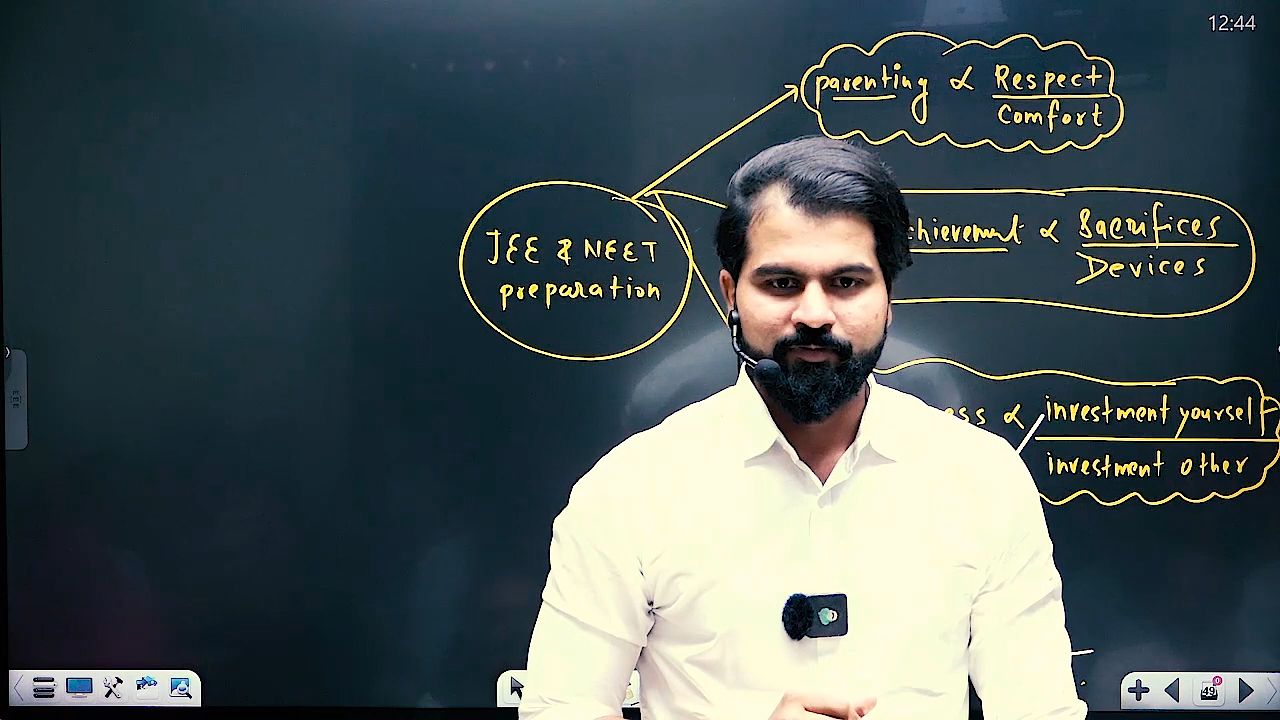 12:44
parenting ∝ Respect
Comfort
JEE & NEET
preparation
chievement ∝ Sacrifices
Devices
ess ∝ investment yourself
investment other
49